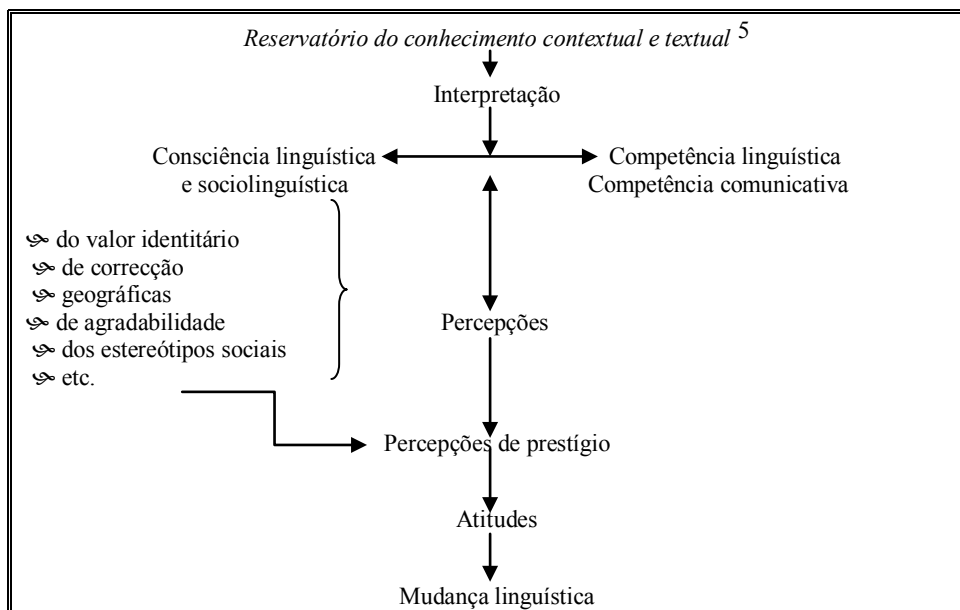 Reservatório do conhecimento contextual e textual 5
Interpretação
Consciência linguística
e sociolinguística
Competência linguística
Competência comunicativa
do valor identitário
de correcção
geográficas
de agradabilidade
dos estereótipos sociais
etc.
Percepções
Percepções de prestígio
Atitudes
Mudança linguística